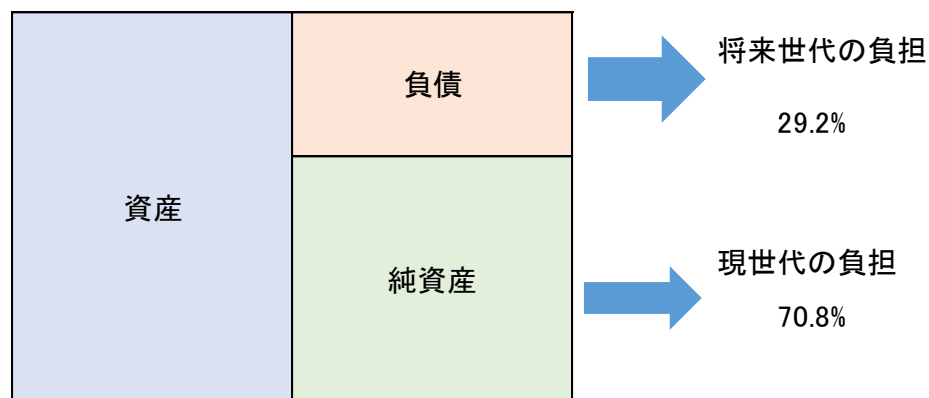 資産
負債
純資産
将来世代の負担
29.2%
現世代の負担
70.8%